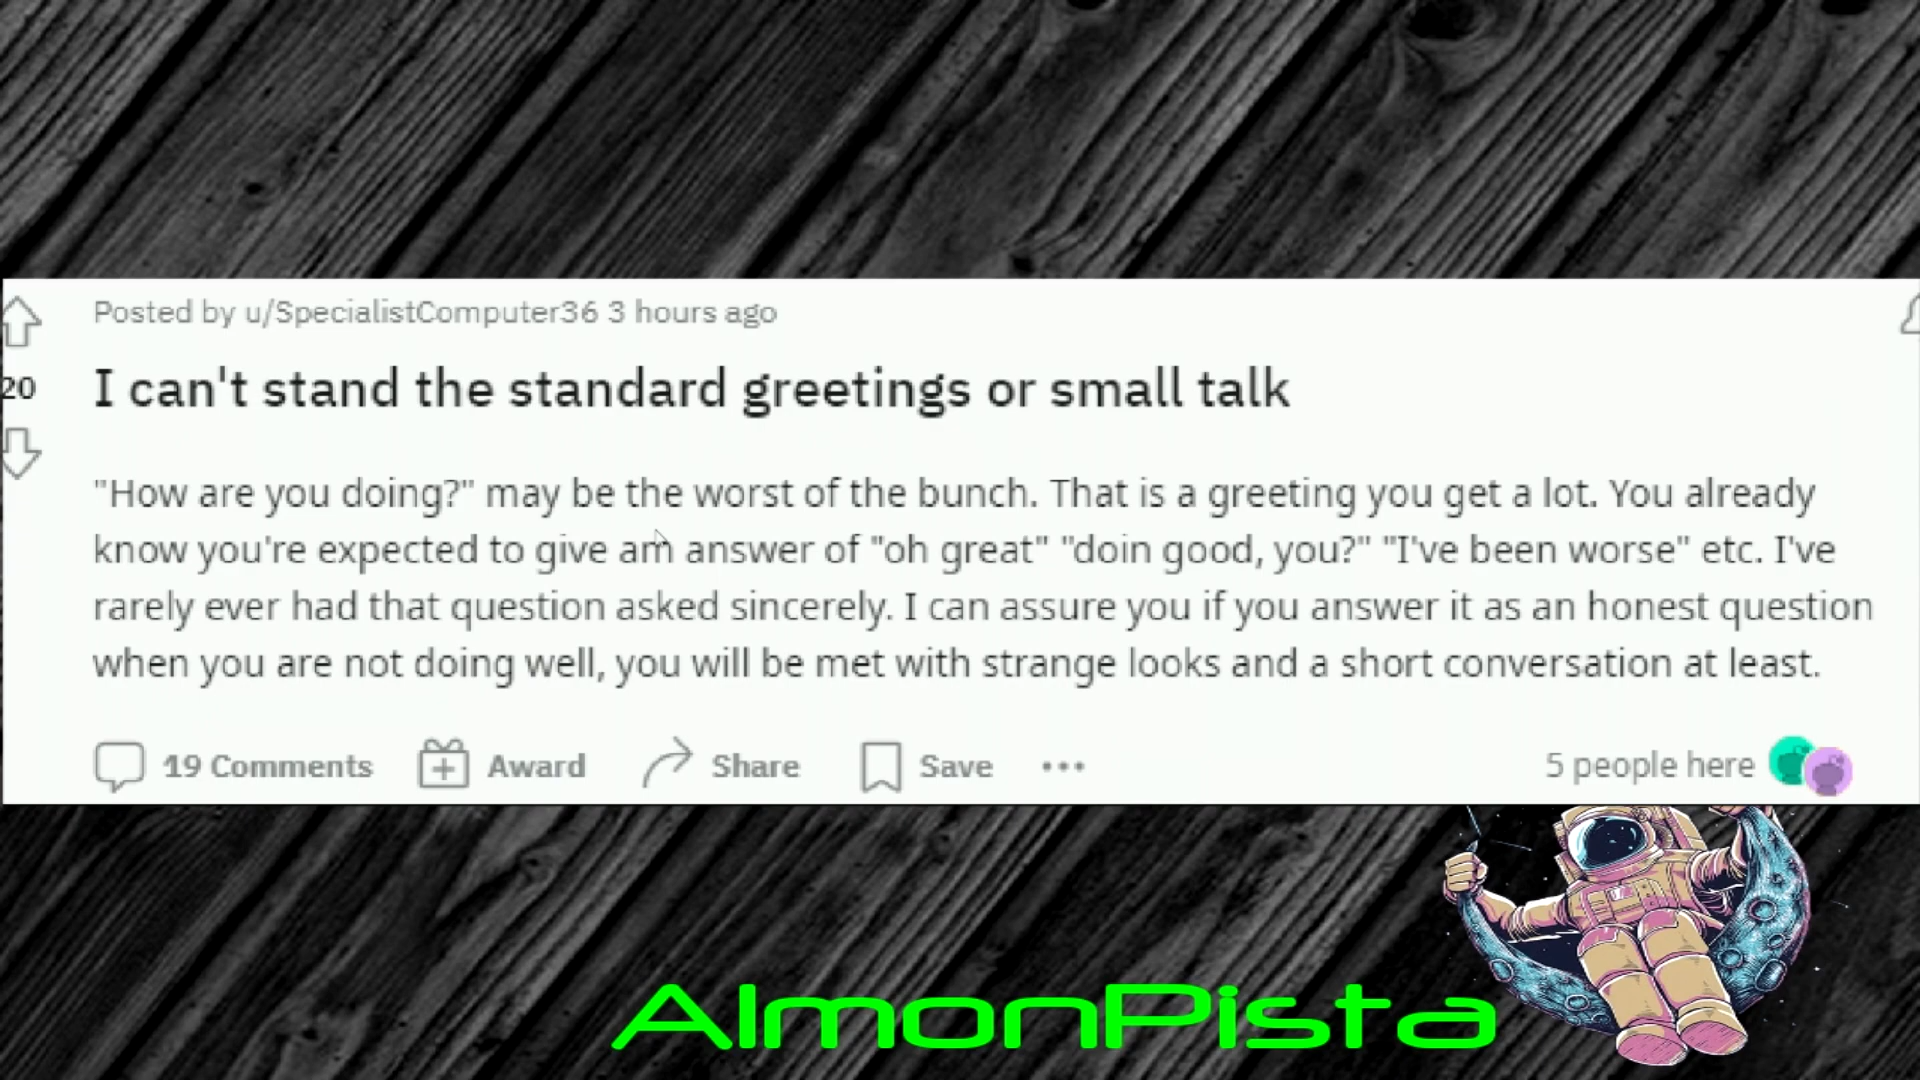 Posted by u/SpecialistComputer36 3 hours ago
20
I can't stand the standard greetings or small talk
"How are you doing?" may be the worst of the bunch. That is a greeting you get a lot. You already
know you're expected to give am answer of "oh great" "doin good, you?" "I've been worse" etc. I've
rarely ever had that question asked sincerely. I can assure you if you answer it as an honest question
when you are not doing well, you will be met with strange looks and a short conversation at least.
19 Comments Award Share Save ••• 5 people here
AlmonPista